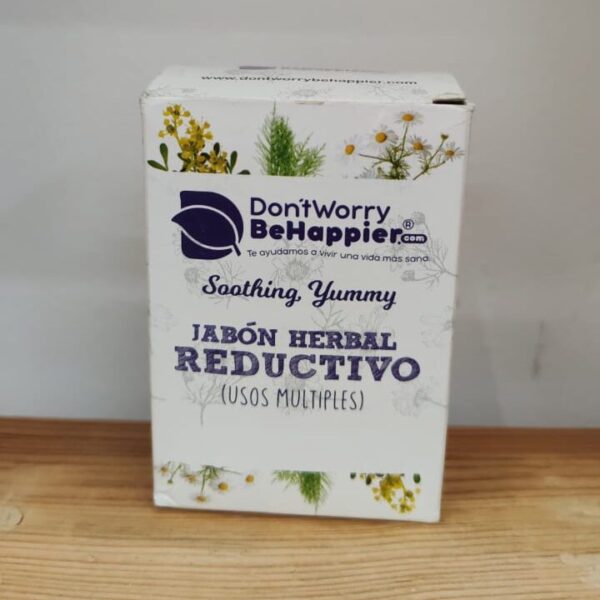 www.dontworrybehappier.com
Don'tWorry
BeHappier®.com
Te ayudamos a vivir una vida más sana.
Soothing, Yummy
JABÓN HERBAL
REDUCTIVO
(USOS MULTIPLES)